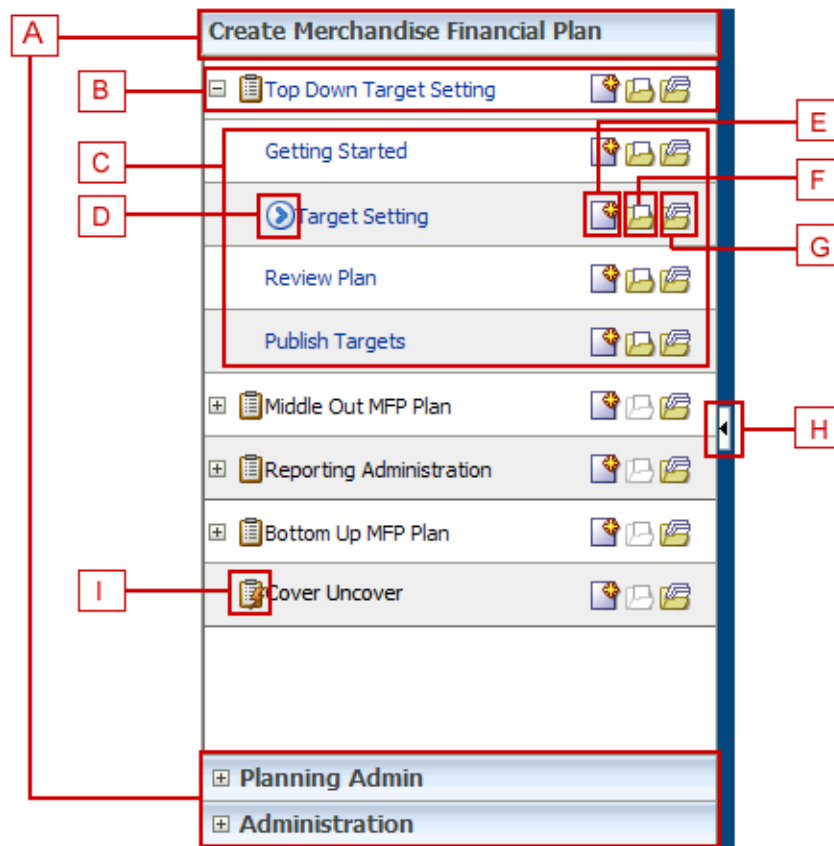 A
Create Merchandise Financial Plan
B
Top Down Target Setting
E
C
Getting Started
F
D
Target Setting
G
Review Plan
Publish Targets
Middle Out MFP Plan
H
Reporting Administration
Bottom Up MFP Plan
I
Cover Uncover
Planning Admin
Administration